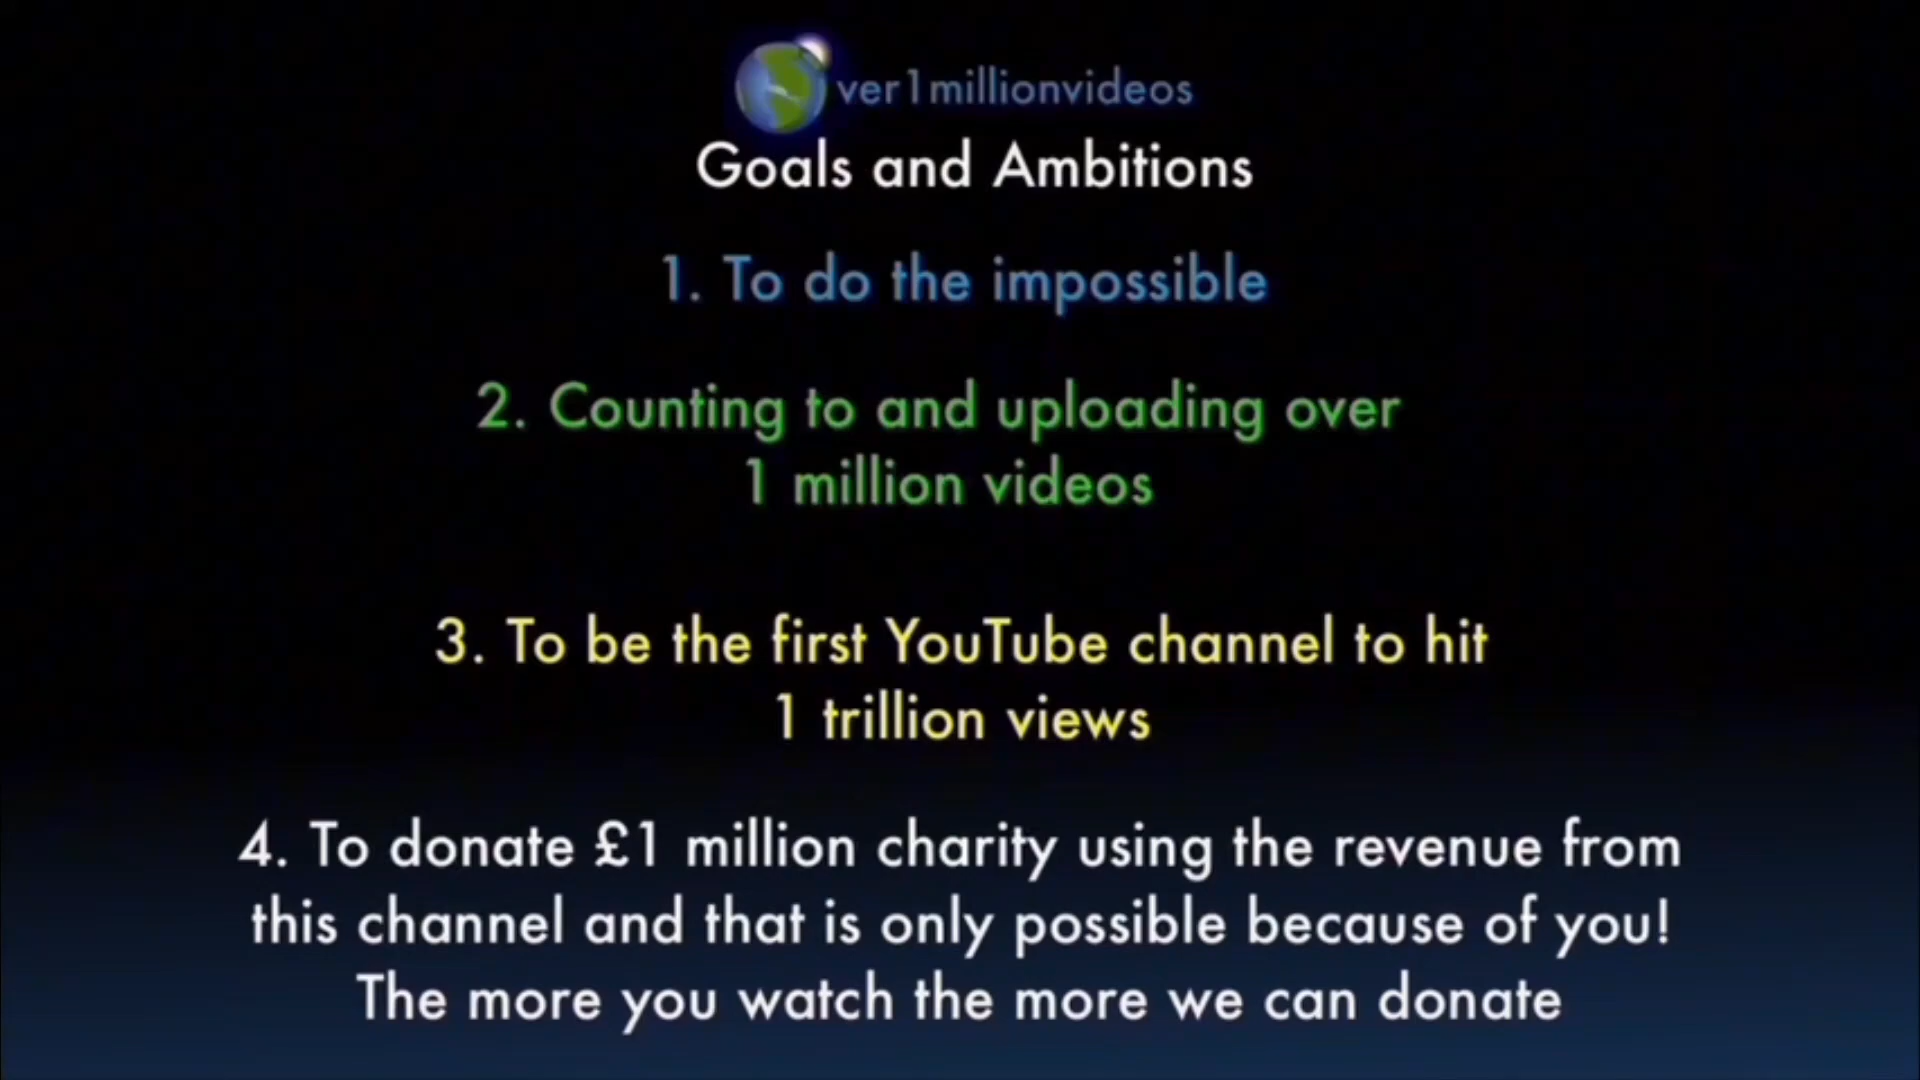 ver1millionvideos
Goals and Ambitions
1. To do the impossible
2. Counting to and uploading over
1 million videos
3. To be the first YouTube channel to hit
1 trillion views
4. To donate £1 million charity using the revenue from
this channel and that is only possible because of you!
The more you watch the more we can donate